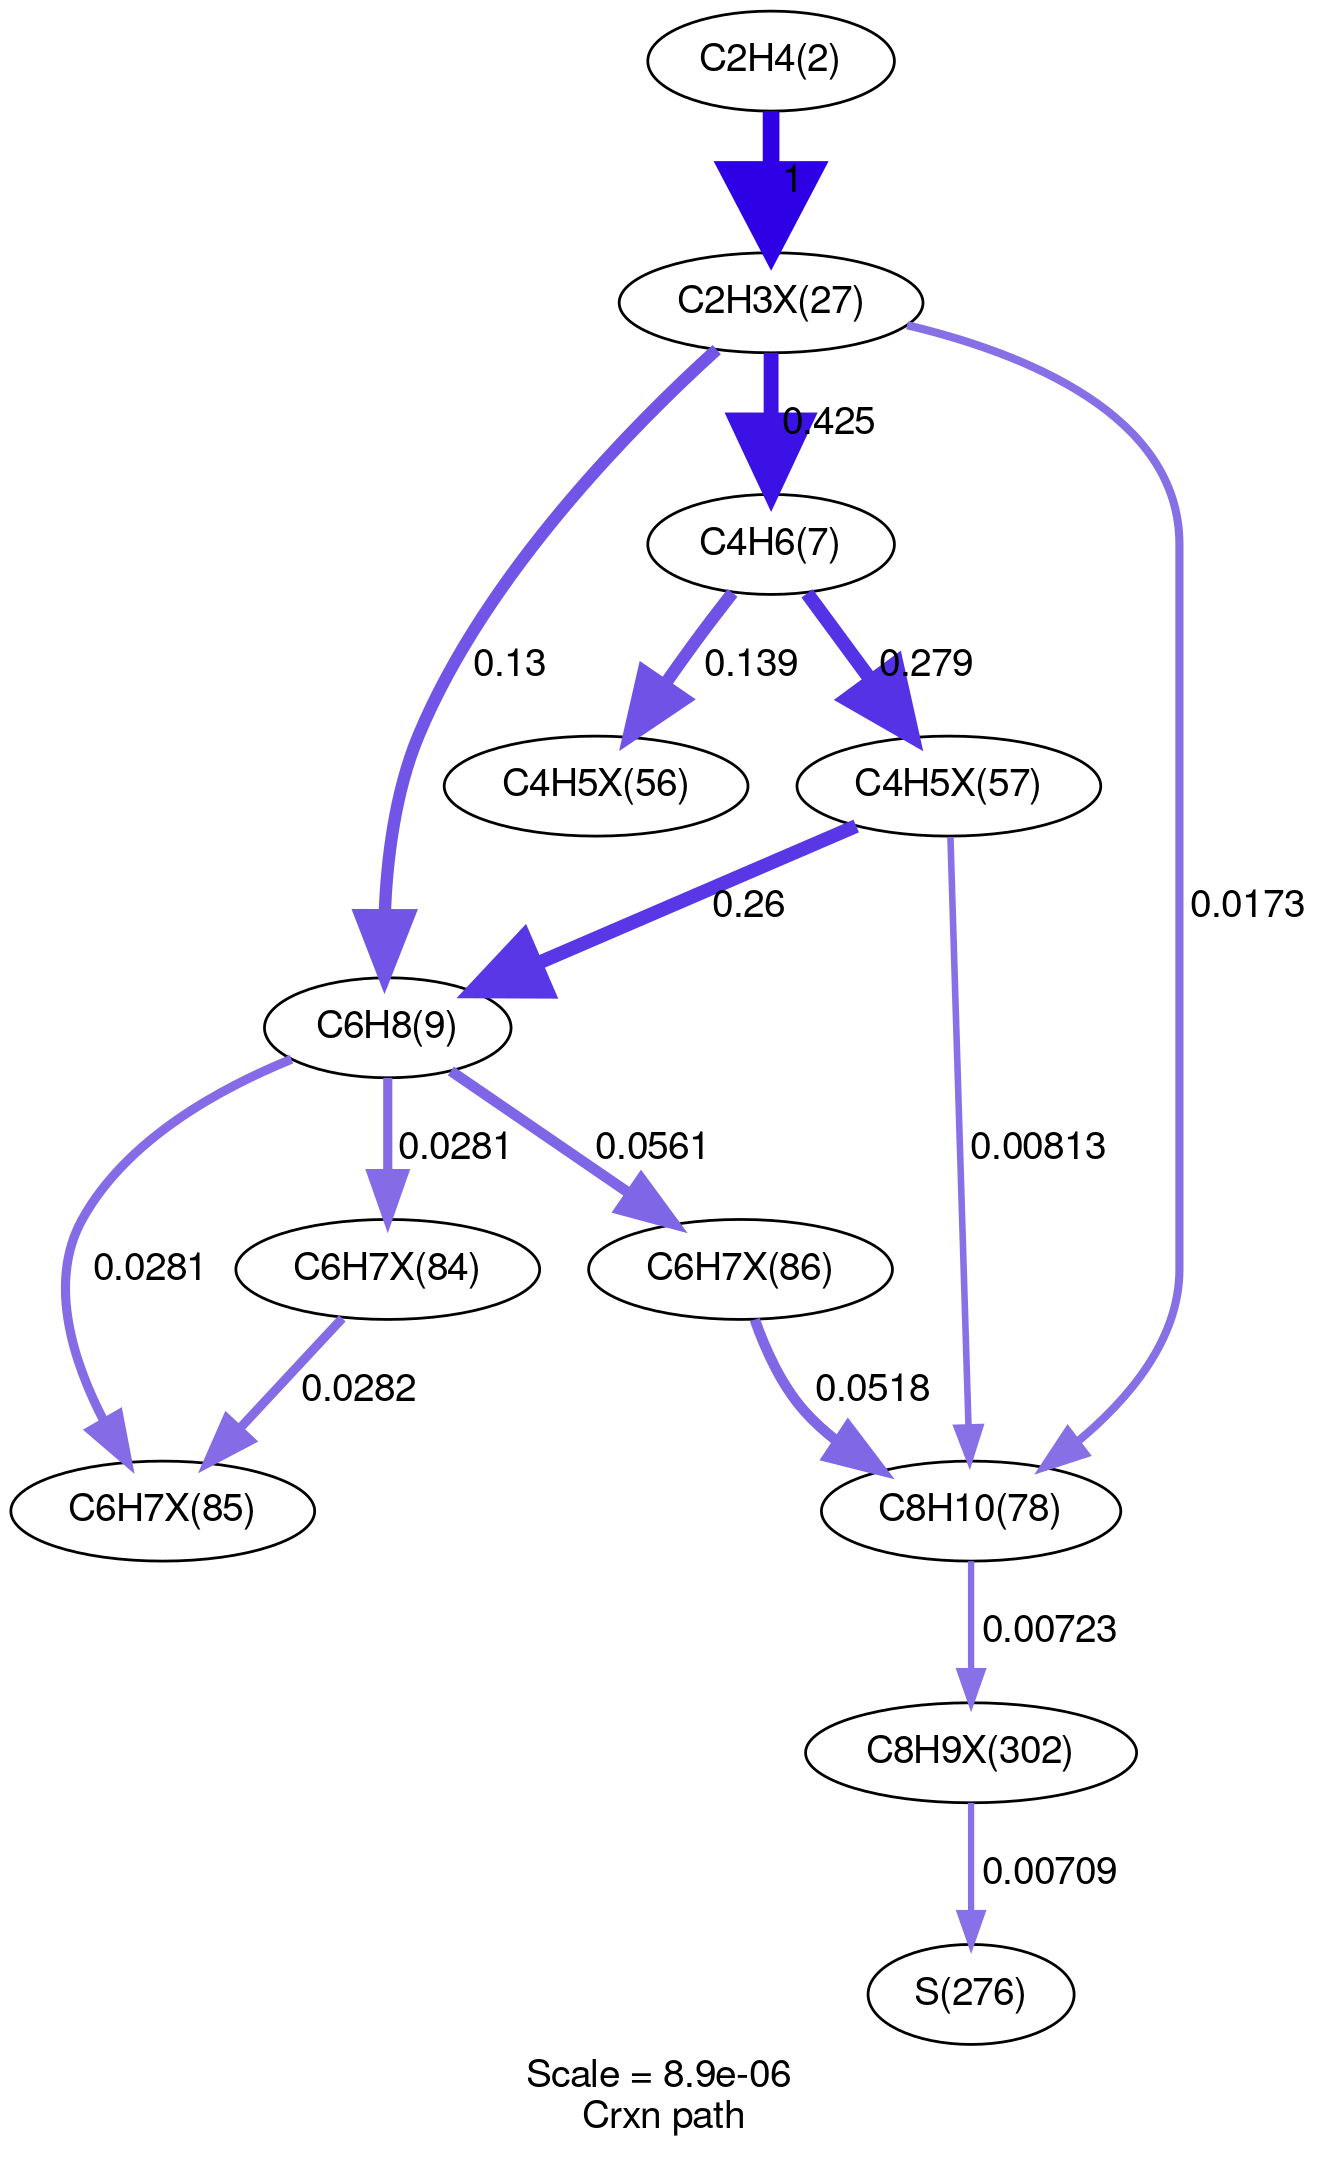 C2H4(2)
1
C2H3X(27)
0.425
C4H6(7)
0.13
0.139
0.279
C4H5X(56)
C4H5X(57)
0.26
0.0173
C6H8(9)
0.0281
0.0561
0.00813
0.0281
C6H7X(84)
C6H7X(86)
0.0282
0.0518
C6H7X(85)
C8H10(78)
0.00723
C8H9X(302)
0.00709
S(276)
Scale = 8.9e-06
Crxn path